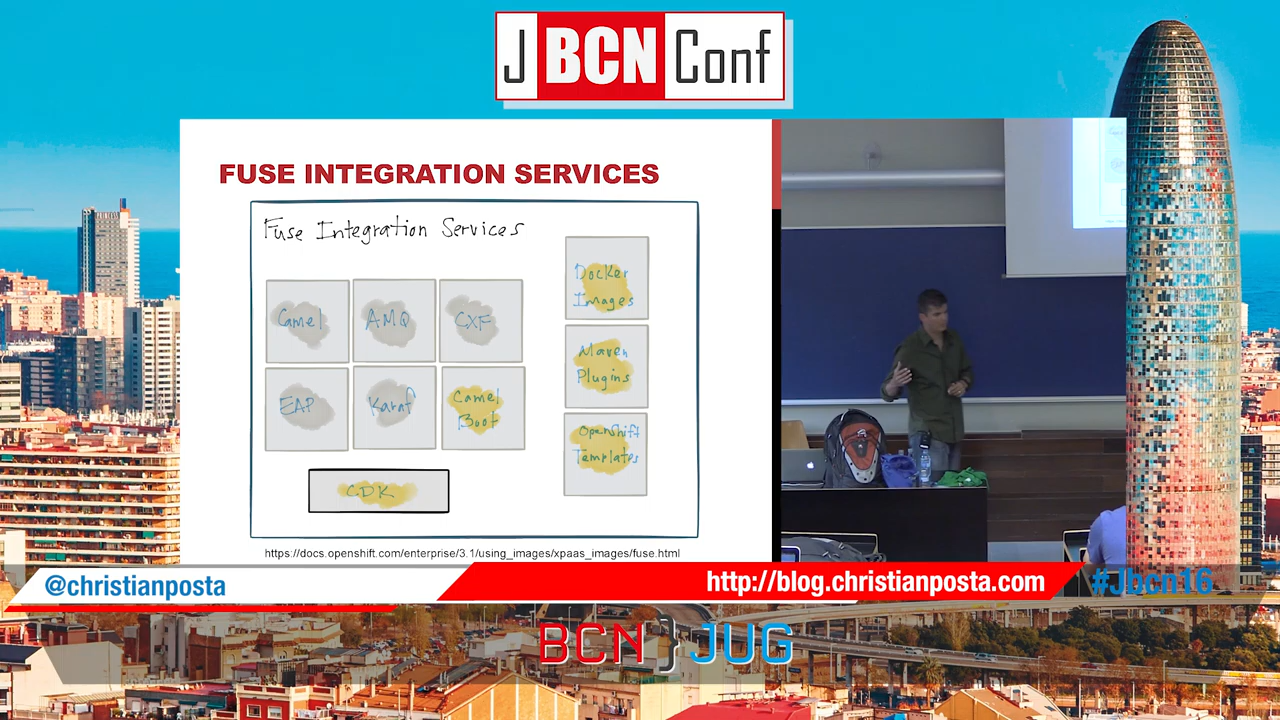 J BCN Conf
FUSE INTEGRATION SERVICES
Fuse Integration Services
Camel
AMQ
CXF
EAP
Karaf
Camel
Boot
CDK
Docker
Images
Maven
Plugins
OpenShift
Templates
https://docs.openshift.com/enterprise/3.1/using_images/xpaas_images/fuse.html
@christianposta
http://blog.christianposta.com
#Jbcn16
BCN JUG